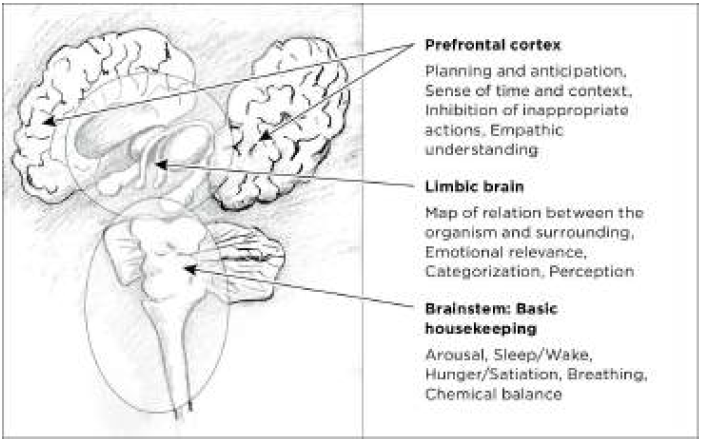 Prefrontal cortex
Planning and anticipation,
Sense of time and context,
Inhibition of inappropriate
actions, Empathic
understanding
Limbic brain
Map of relation between the
organism and surrounding,
Emotional relevance,
Categorization, Perception
Brainstem: Basic
housekeeping
Arousal, Sleep/Wake,
Hunger/Satiation, Breathing,
Chemical balance